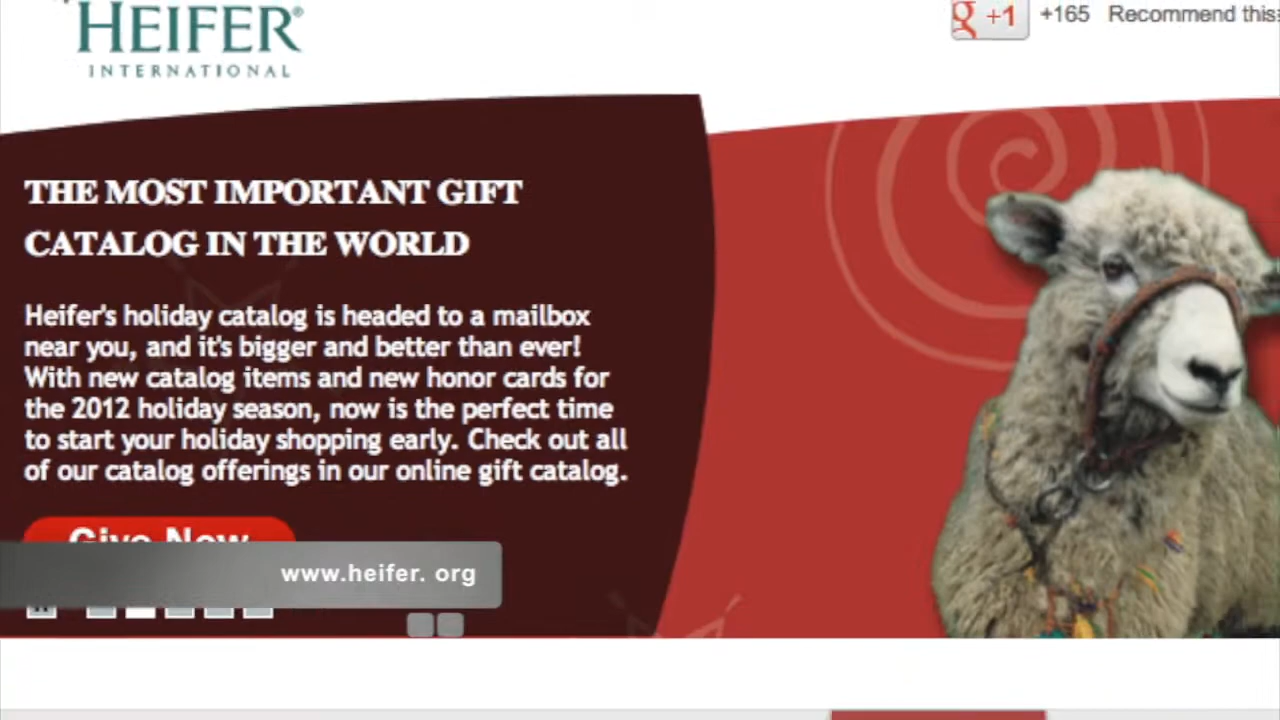 HEIFER®
INTERNATIONAL
+1 +165 Recommend this
THE MOST IMPORTANT GIFT
CATALOG IN THE WORLD
Heifer's holiday catalog is headed to a mailbox
near you, and it's bigger and better than ever!
With new catalog items and new honor cards for
the 2012 holiday season, now is the perfect time
to start your holiday shopping early. Check out all
of our catalog offerings in our online gift catalog.
Give Now
www.heifer. org